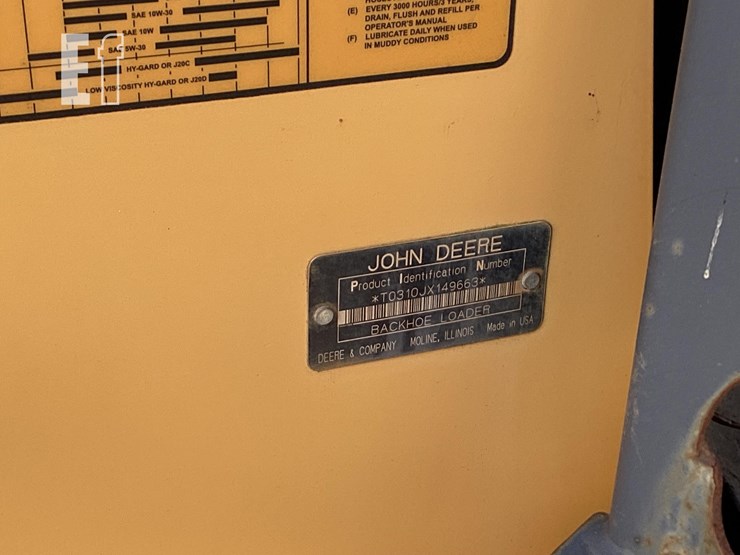 SAE 10W-30
SAE 10W
SAE 5W-30
HY-GARD OR J20C
LOW VISCOSITY HY-GARD OR J20D
(E) EVERY 3000 HOURS/3 YEARS,
DRAIN, FLUSH AND REFILL PER
OPERATOR'S MANUAL
(F) LUBRICATE DAILY WHEN USED
IN MUDDY CONDITIONS
Ef
JOHN DEERE
Product Identification Number
*T0310JX149663*
BACKHOE LOADER
DEERE & COMPANY MOLINE, ILLINOIS Made in USA